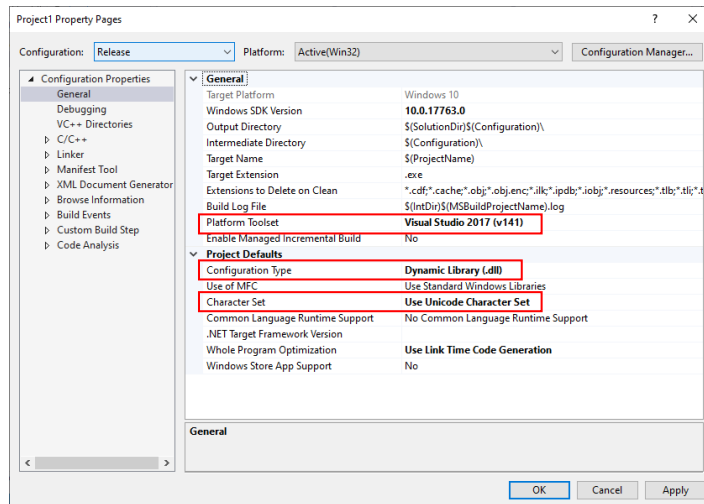 Project1 Property Pages ? ×
Configuration: Release Platform: Active(Win32) Configuration Manager...
Configuration Properties
General
Debugging
VC++ Directories
C/C++
Linker
Manifest Tool
XML Document Generator
Browse Information
Build Events
Custom Build Step
Code Analysis
General
Target Platform Windows 10
Windows SDK Version 10.0.17763.0
Output Directory $(SolutionDir)$(Configuration)\
Intermediate Directory $(Configuration)\
Target Name $(ProjectName)
Target Extension .exe
Extensions to Delete on Clean *.cdf;*.cache;*.obj;*.obj.enc;*.ilk;*.ipdb;*.iobj;*.resources;*.tlb;*.tli;*.t
Build Log File $(IntDir)$(MSBuildProjectName).log
Platform Toolset Visual Studio 2017 (v141)
Enable Managed Incremental Build No
Project Defaults
Configuration Type Dynamic Library (.dll)
Use of MFC Use Standard Windows Libraries
Character Set Use Unicode Character Set
Common Language Runtime Support No Common Language Runtime Support
.NET Target Framework Version
Whole Program Optimization Use Link Time Code Generation
Windows Store App Support No
General
OK Cancel Apply